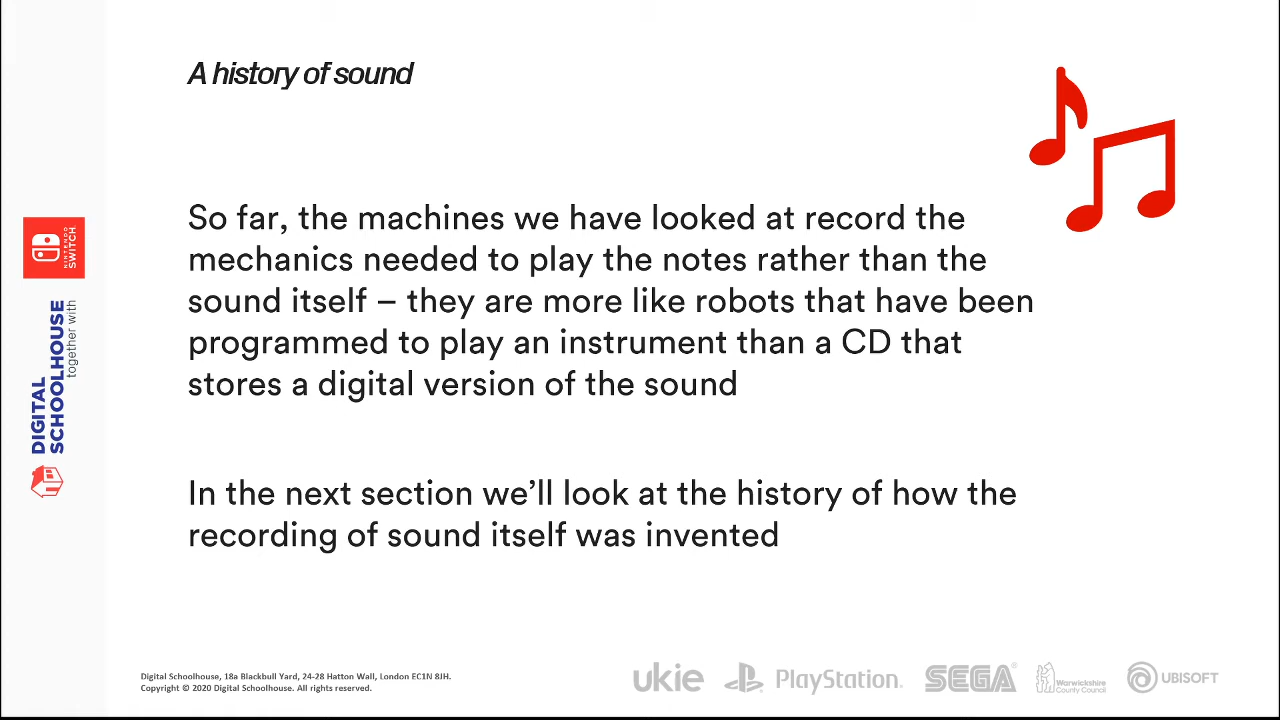 A history of sound
So far, the machines we have looked at record the
mechanics needed to play the notes rather than the
sound itself – they are more like robots that have been
programmed to play an instrument than a CD that
stores a digital version of the sound
In the next section we’ll look at the history of how the
recording of sound itself was invented
NINTENDO
SWITCH
DIGITAL
SCHOOLHOUSE
together with
Digital Schoolhouse, 18a Blackbull Yard, 24-28 Hatton Wall, London EC1N 8JH.
Copyright © 2020 Digital Schoolhouse. All rights reserved.
ukie
PlayStation.
SEGA®
Warwickshire
County Council
UBISOFT